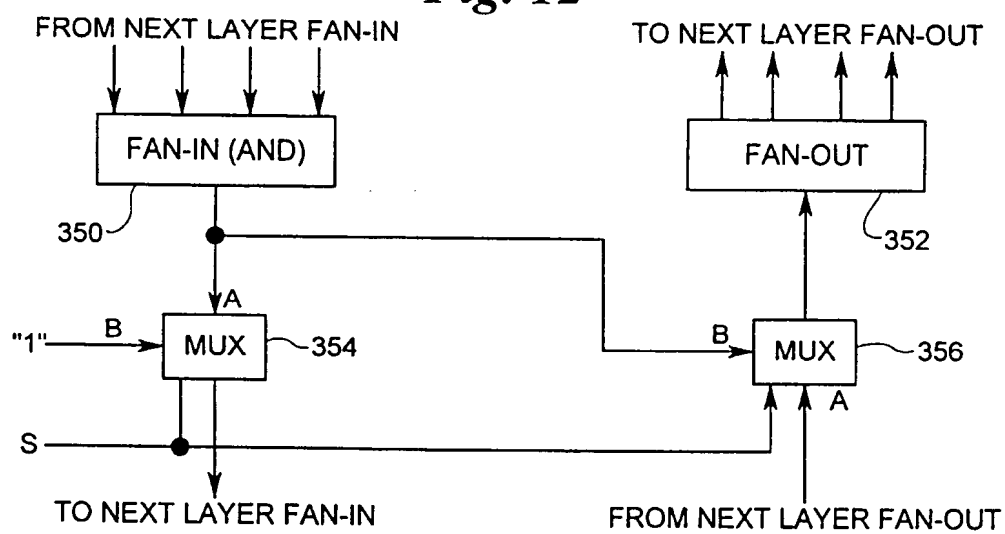 FROM NEXT LAYER FAN-IN
TO NEXT LAYER FAN-OUT
FAN-IN (AND)
FAN-OUT
350
352
A
"1"
B
MUX
354
B
MUX
356
A
S
TO NEXT LAYER FAN-IN
FROM NEXT LAYER FAN-OUT